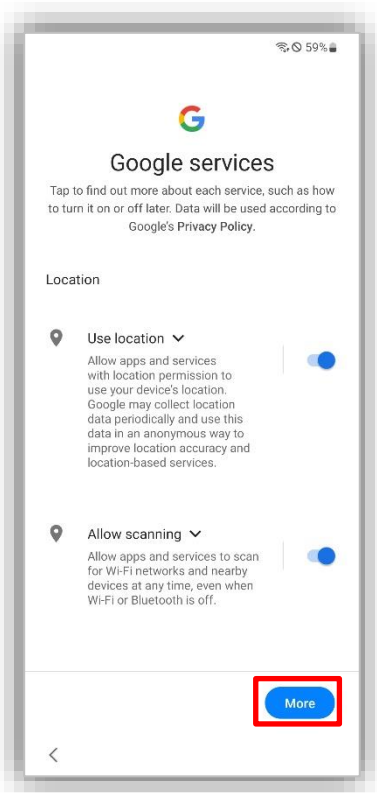 59%
Google services
Tap to find out more about each service, such as how
to turn it on or off later. Data will be used according to
Google's Privacy Policy.
Location
Use location
Allow apps and services
with location permission to
use your device's location.
Google may collect location
data periodically and use this
data in an anonymous way to
improve location accuracy and
location-based services.
Allow scanning
Allow apps and services to scan
for Wi-Fi networks and nearby
devices at any time, even when
Wi-Fi or Bluetooth is off.
More